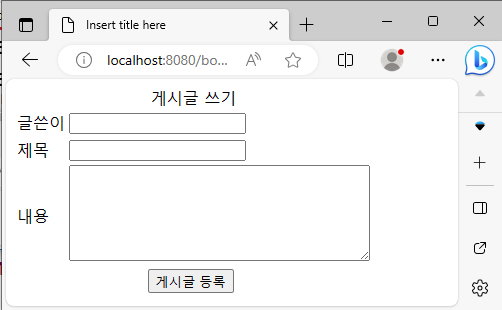 Insert title here
localhost:8080/bo...
게시글 쓰기
글쓴이
제목
내용
게시글 등록